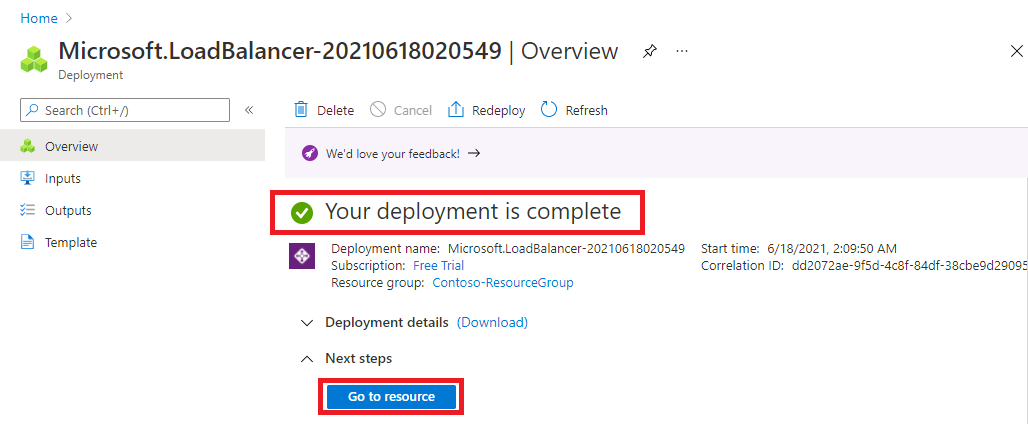 Home
Microsoft.LoadBalancer-20210618020549 | Overview
Deployment
Search (Ctrl+/)
Delete Cancel Redeploy Refresh
Overview
We'd love your feedback!
Inputs
Outputs
Template
Your deployment is complete
Deployment name: Microsoft.LoadBalancer-20210618020549 Start time: 6/18/2021, 2:09:50 AM
Subscription: Free Trial Correlation ID: dd2072ae-9f5d-4c8f-84df-38cbe9d29095
Resource group: Contoso-ResourceGroup
Deployment details (Download)
Next steps
Go to resource